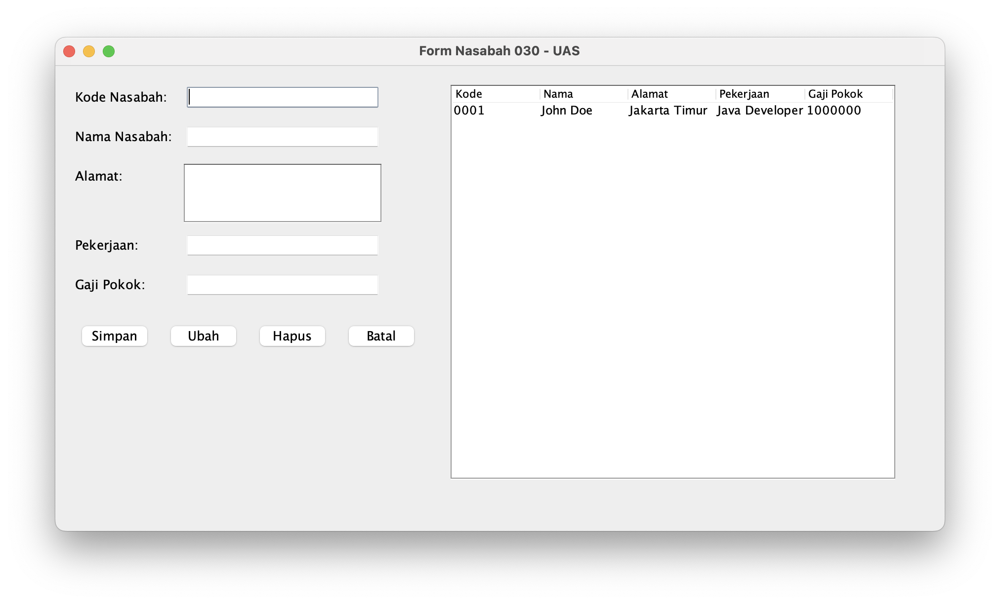 Form Nasabah 030 - UAS
Kode Nasabah:
Nama Nasabah:
Alamat:
Pekerjaan:
Gaji Pokok:
Simpan Ubah Hapus Batal
Kode Nama Alamat Pekerjaan Gaji Pokok
0001 John Doe Jakarta Timur Java Developer 1000000